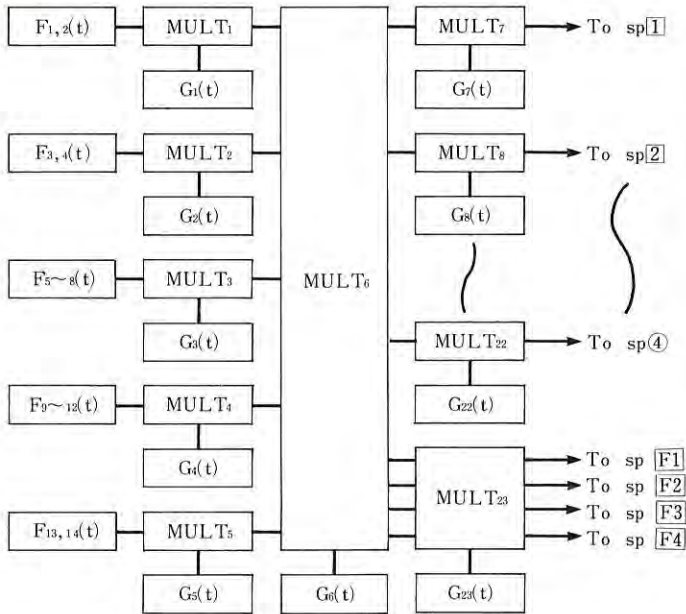 F₁,₂(t) MULT₁ MULT₇ To sp 1
G₁(t) G₇(t)
F₃,₄(t) MULT₂ MULT₈ To sp 2
G₂(t) G₈(t)
F₅~₈(t) MULT₃ MULT₆
G₃(t) MULT₂₂ To sp ④
F₉~₁₂(t) MULT₄ G₂₂(t)
G₄(t) To sp F1
To sp F2
MULT₂₃
To sp F3
F₁₃,₁₄(t) MULT₅ To sp F4
G₅(t) G₆(t) G₂₃(t)